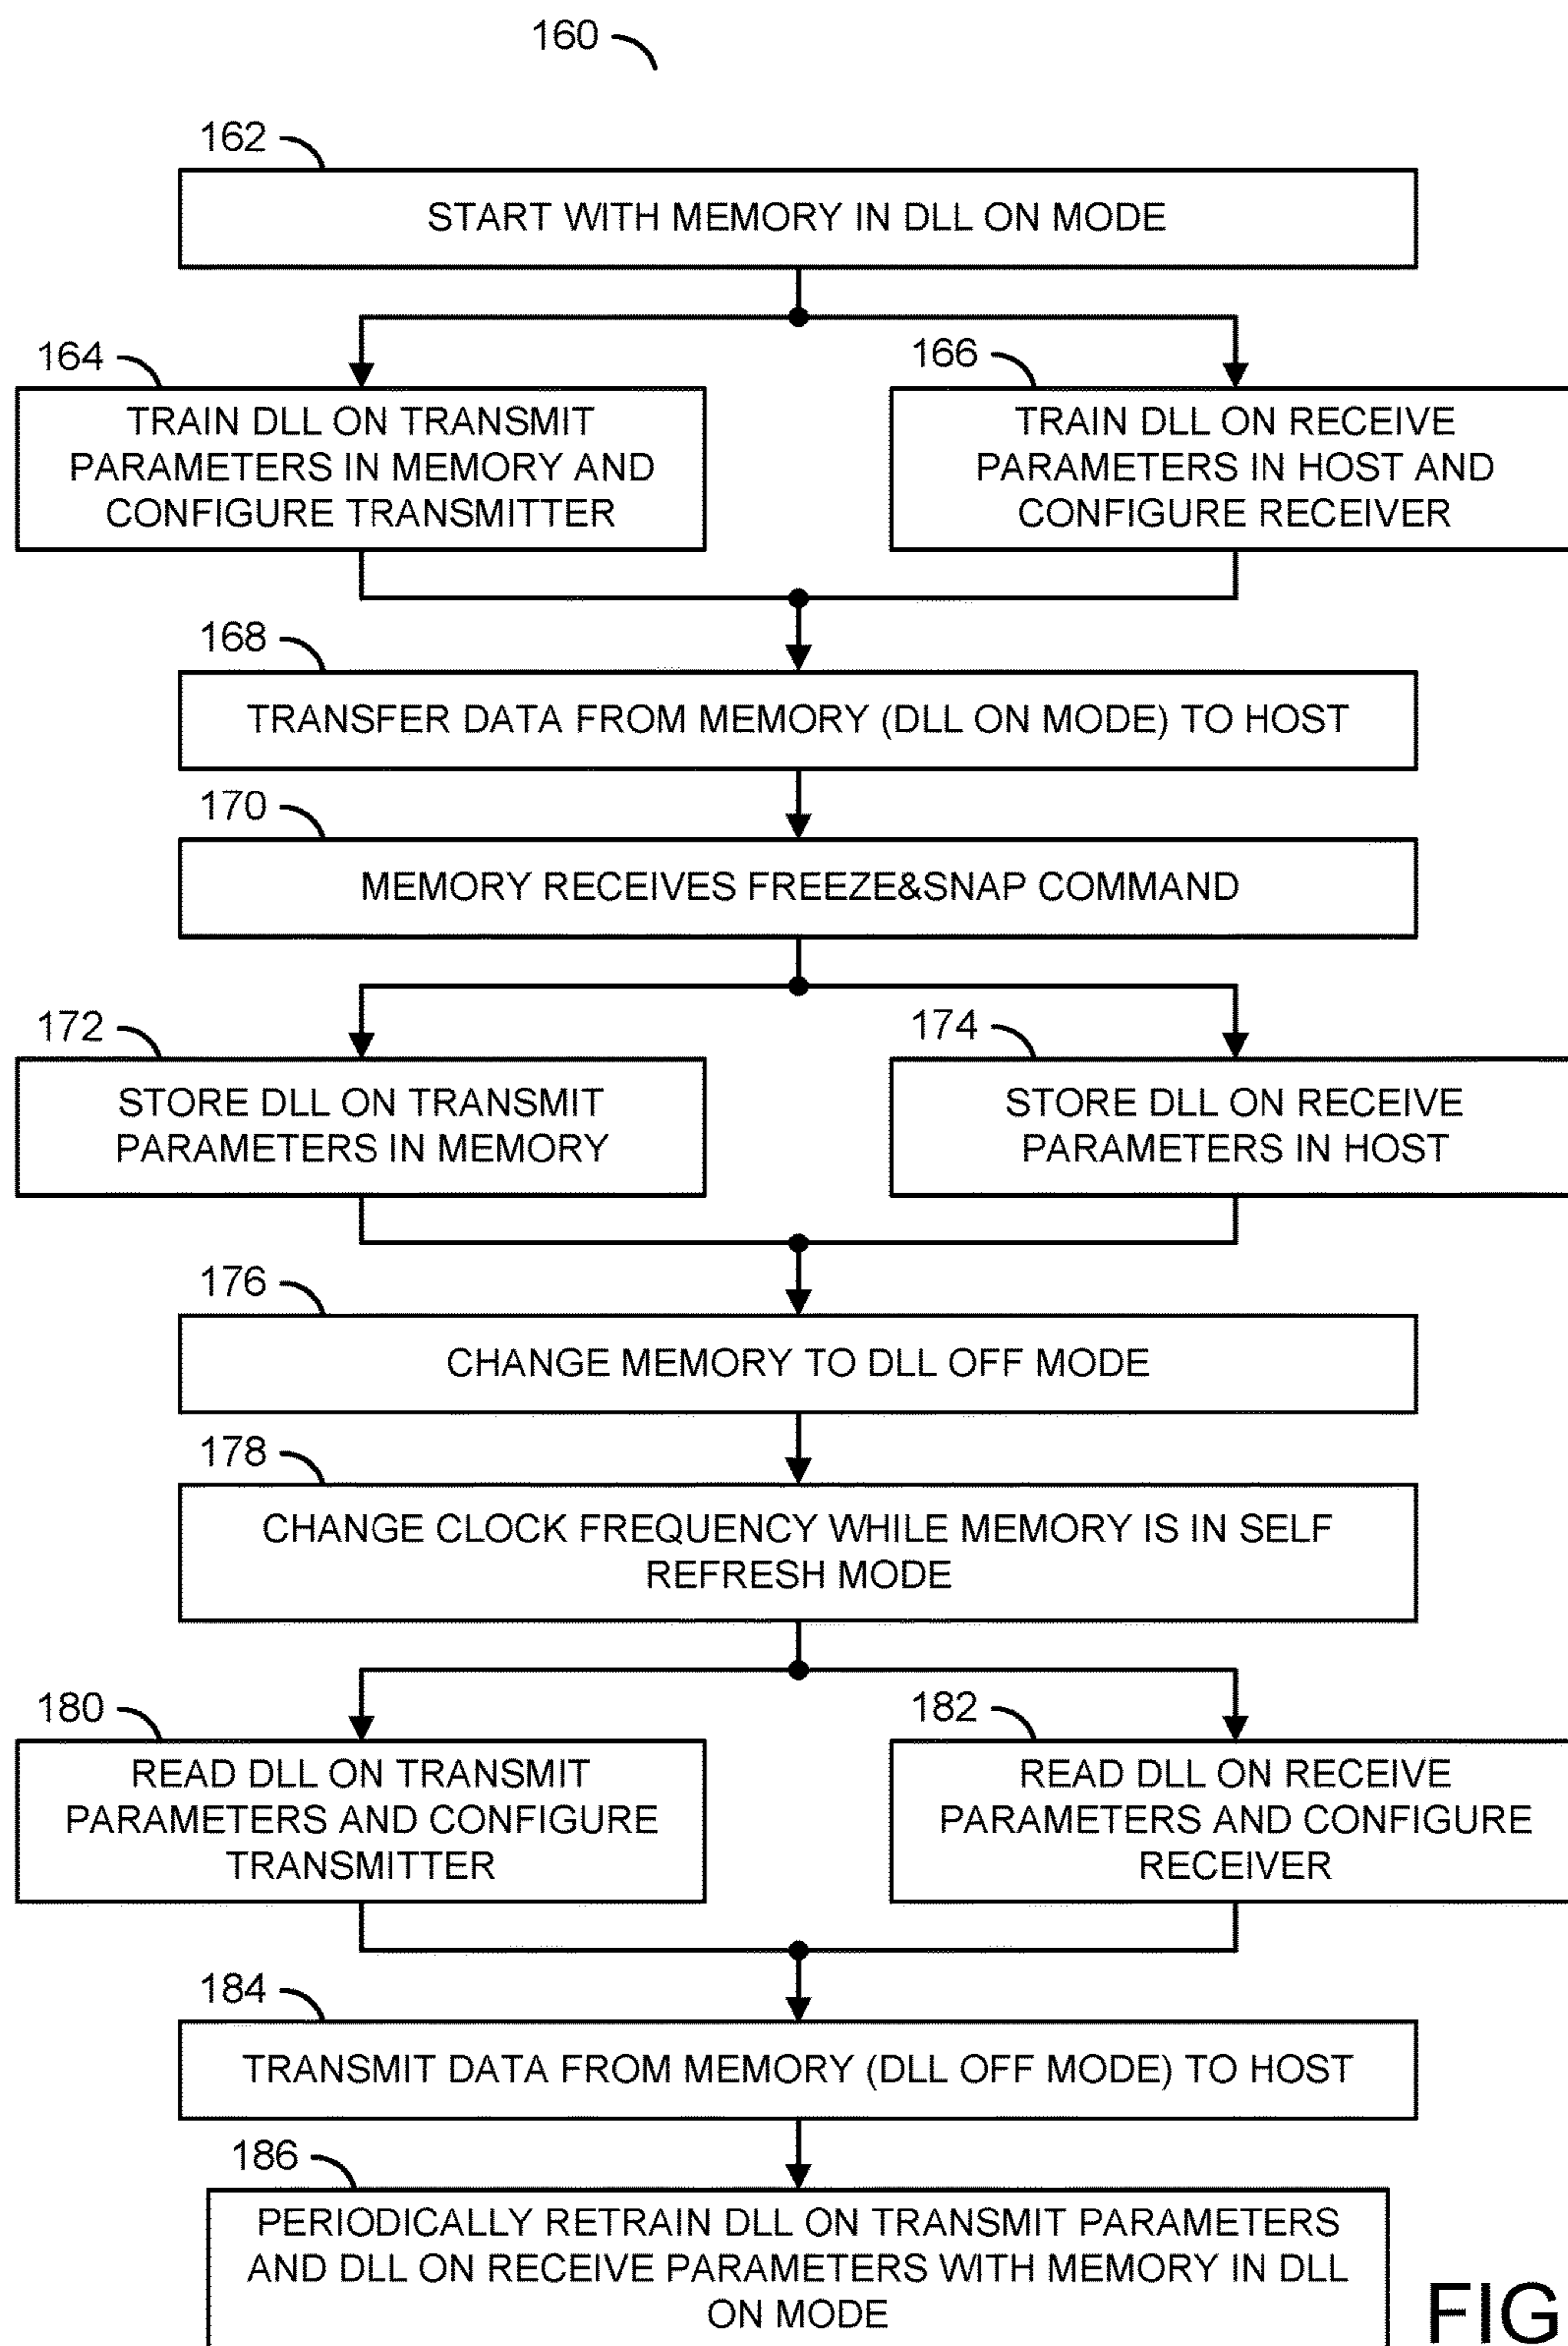 160
162
START WITH MEMORY IN DLL ON MODE
164
TRAIN DLL ON TRANSMIT
PARAMETERS IN MEMORY AND
CONFIGURE TRANSMITTER
166
TRAIN DLL ON RECEIVE
PARAMETERS IN HOST AND
CONFIGURE RECEIVER
168
TRANSFER DATA FROM MEMORY (DLL ON MODE) TO HOST
170
MEMORY RECEIVES FREEZE&SNAP COMMAND
172
STORE DLL ON TRANSMIT
PARAMETERS IN MEMORY
174
STORE DLL ON RECEIVE
PARAMETERS IN HOST
176
CHANGE MEMORY TO DLL OFF MODE
178
CHANGE CLOCK FREQUENCY WHILE MEMORY IS IN SELF
REFRESH MODE
180
READ DLL ON TRANSMIT
PARAMETERS AND CONFIGURE
TRANSMITTER
182
READ DLL ON RECEIVE
PARAMETERS AND CONFIGURE
RECEIVER
184
TRANSMIT DATA FROM MEMORY (DLL OFF MODE) TO HOST
186
PERIODICALLY RETRAIN DLL ON TRANSMIT PARAMETERS
AND DLL ON RECEIVE PARAMETERS WITH MEMORY IN DLL
ON MODE
FIG